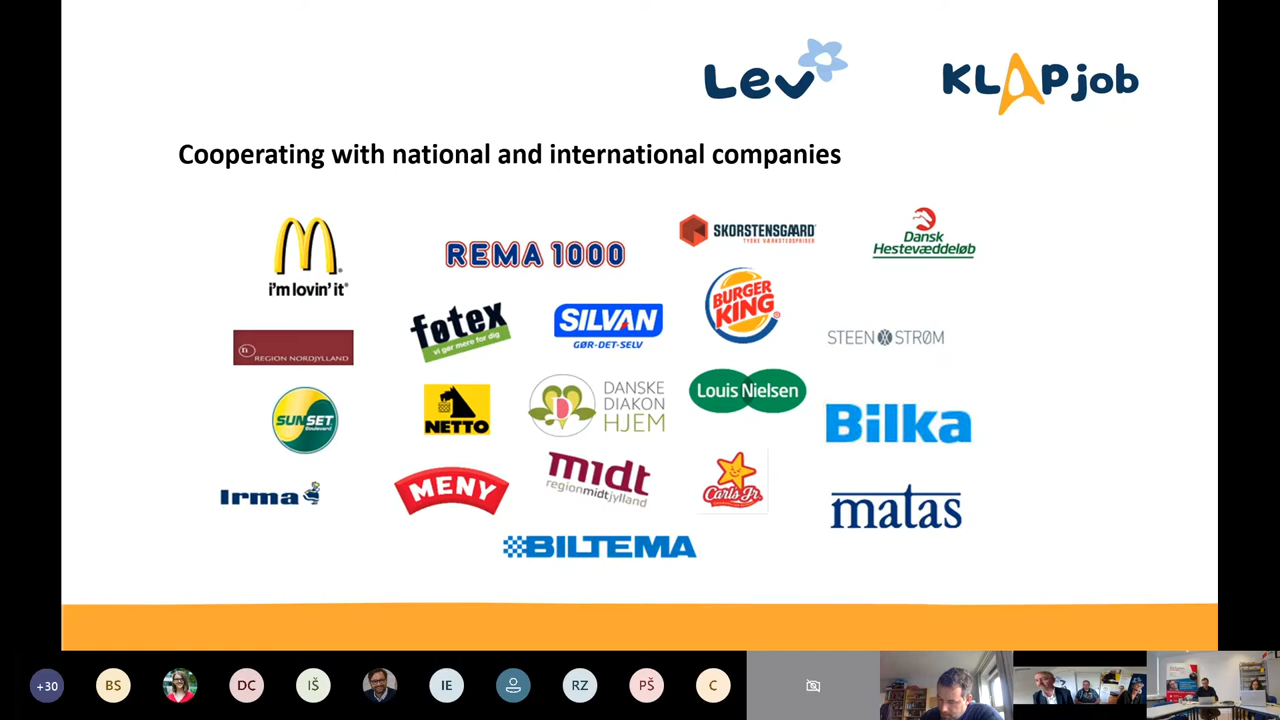 Lev
KLAPjob
Cooperating with national and international companies
M
i'm lovin' it®
REMA 1000
SKORSTENSGAARD®
TYSKE VÆRKSTEDSPRISER
Dansk
Hestevæddeløb
føtex
vi gør mere for dig
SILVAN
GØR-DET-SELV
BURGER
KING®
STEEN STRØM
REGION NORDJYLLAND
SUNSET
Boulevard
NETTO
DANSKE
DIAKON
HJEM
Louis Nielsen
Bilka
Irma
MENY
midt
regionmidtjylland
Carl's Jr.
matas
BILTEMA
+30
BS
DC
IŠ
IE
RZ
PŠ
C